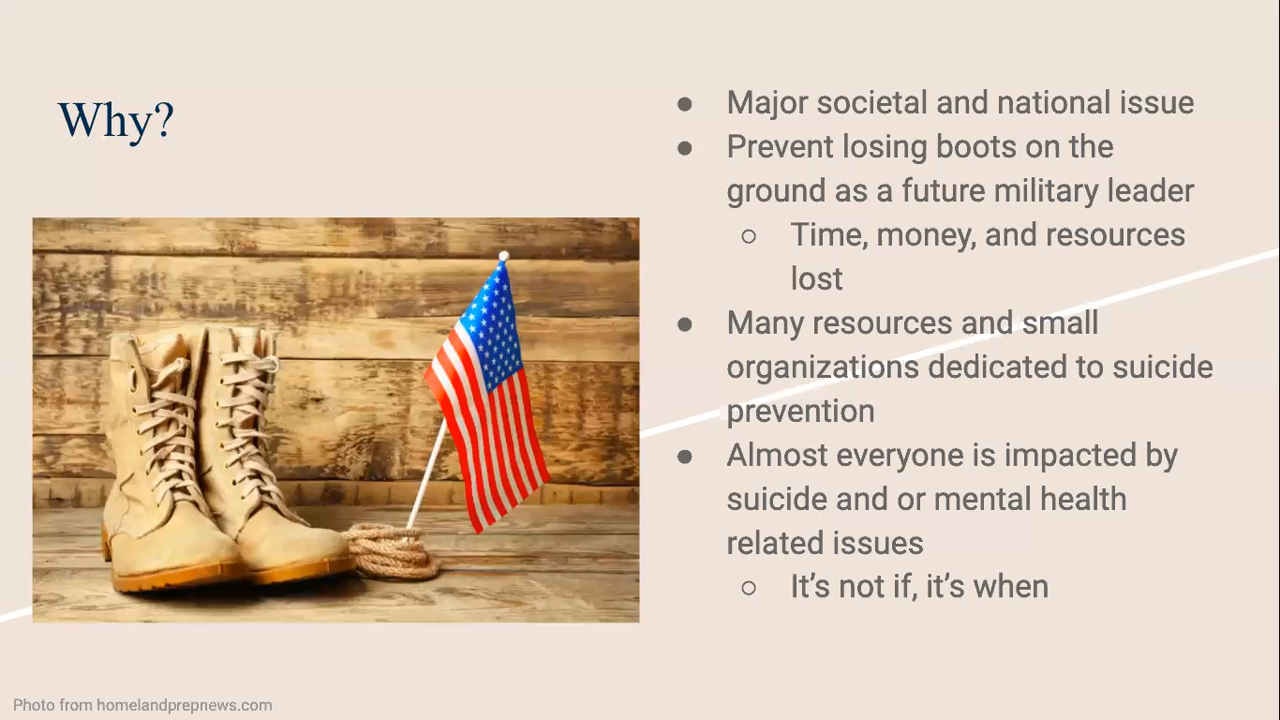 Why?
● Major societal and national issue
● Prevent losing boots on the
ground as a future military leader
○ Time, money, and resources
lost
● Many resources and small
organizations dedicated to suicide
prevention
● Almost everyone is impacted by
suicide and or mental health
related issues
○ It’s not if, it’s when
Photo from homelandprepnews.com